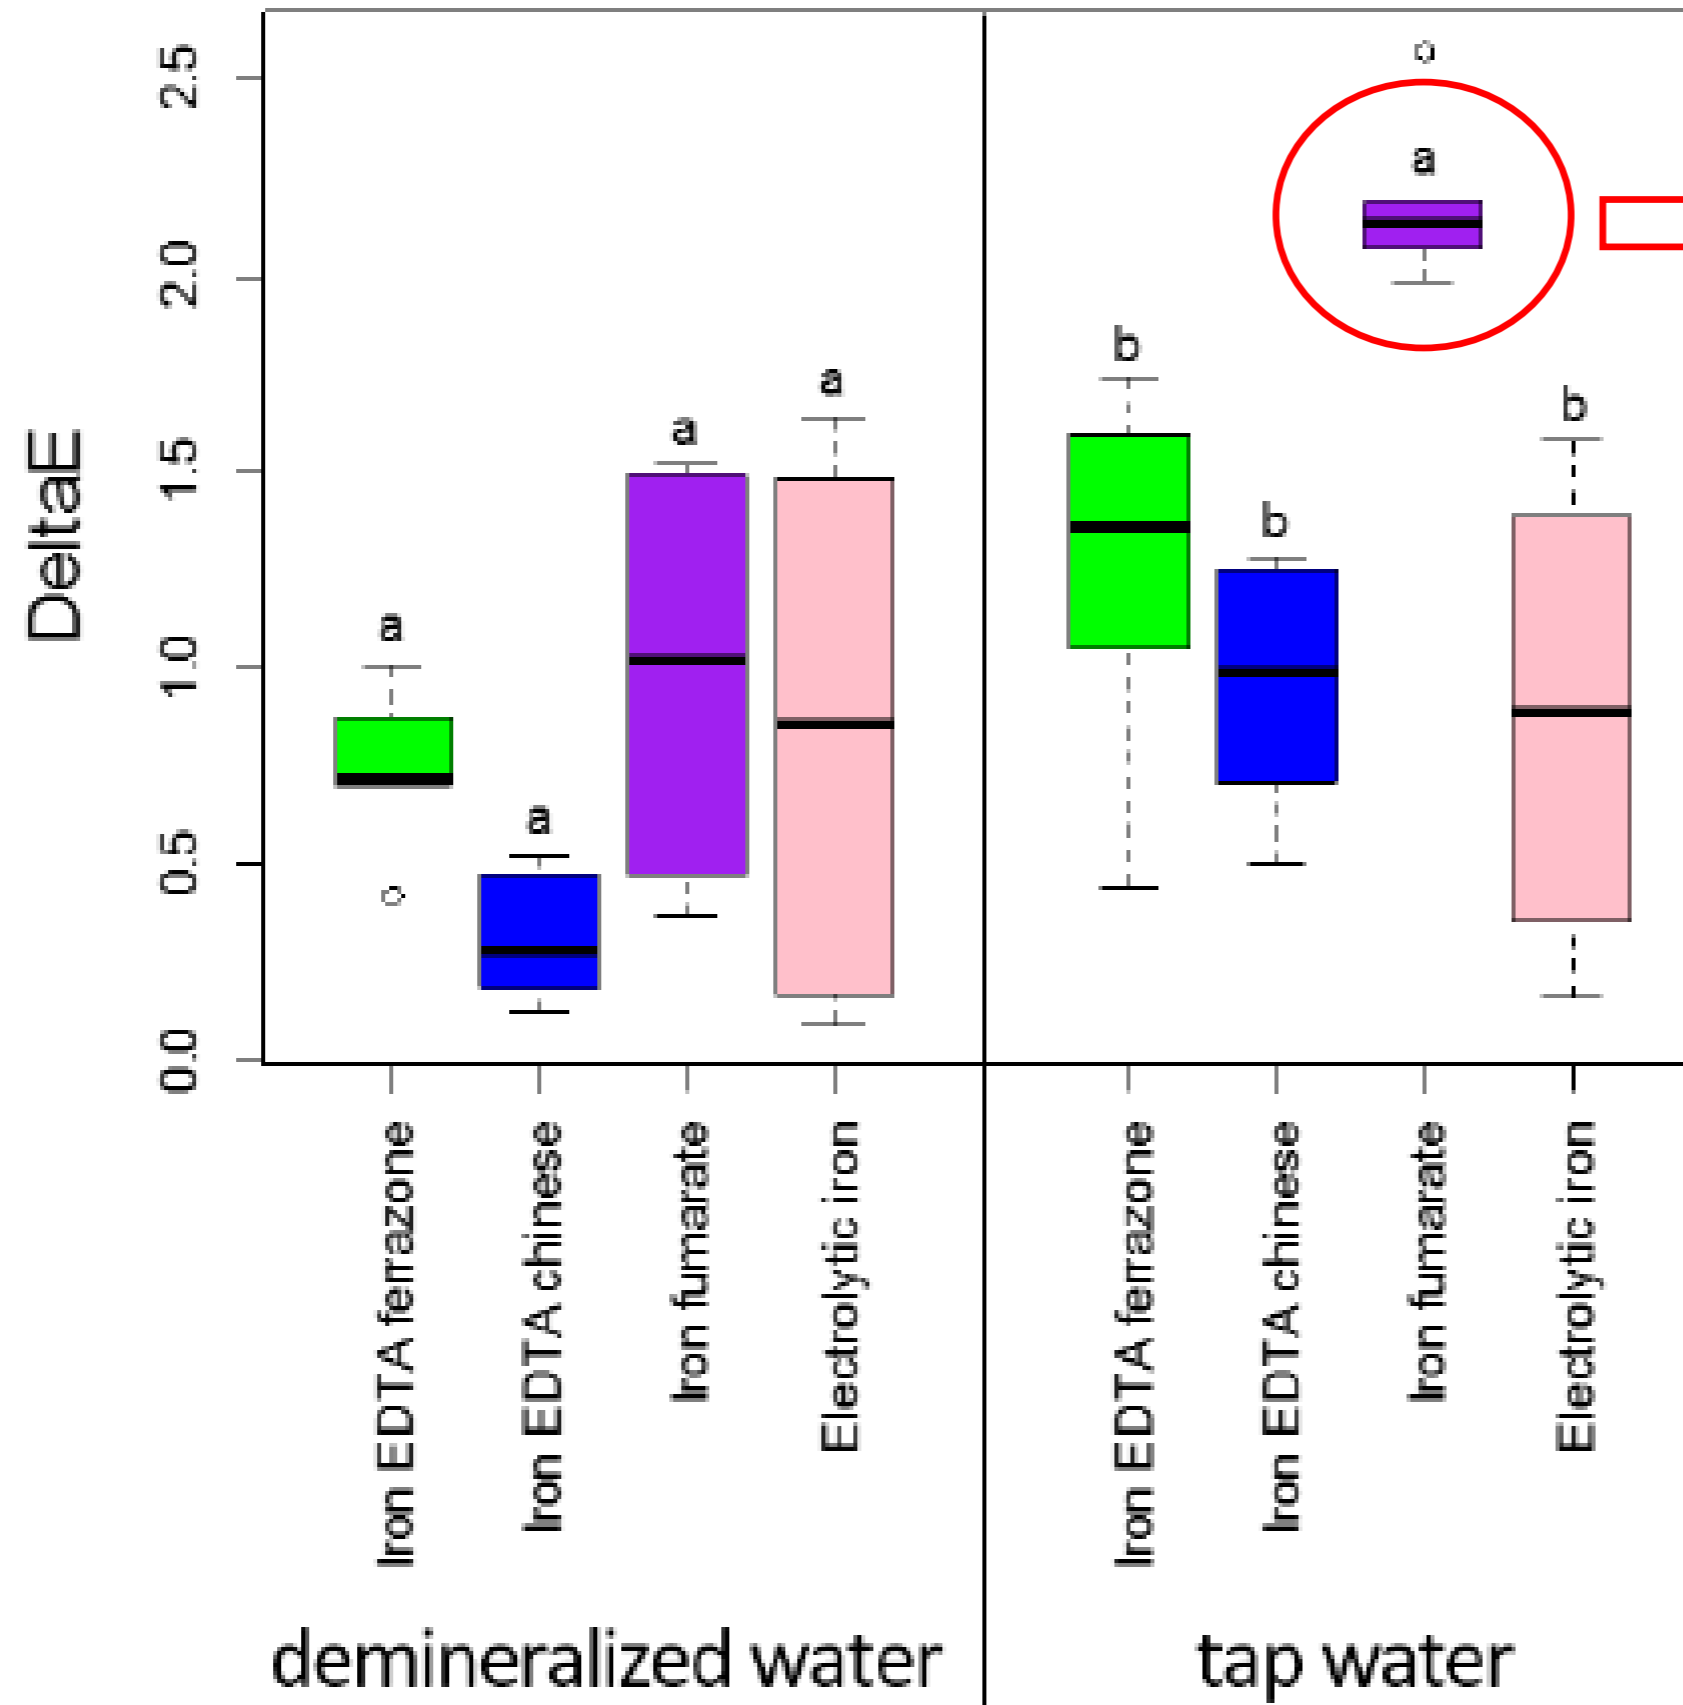 DeltaE
2.5
2.0
1.5
1.0
0.5
0.0
a
a
a
a
b
b
a
b
Iron EDTA ferrazone
Iron EDTA chinese
Iron fumarate
Electrolytic iron
Iron EDTA ferrazone
Iron EDTA chinese
Iron fumarate
Electrolytic iron
demineralized water
tap water